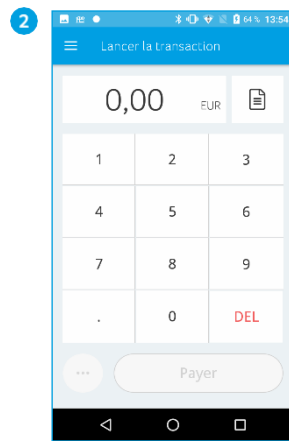 2
64 % 13:54
Lancer la transaction
0,00 EUR
1 2 3
4 5 6
7 8 9
. 0 DEL
... Payer